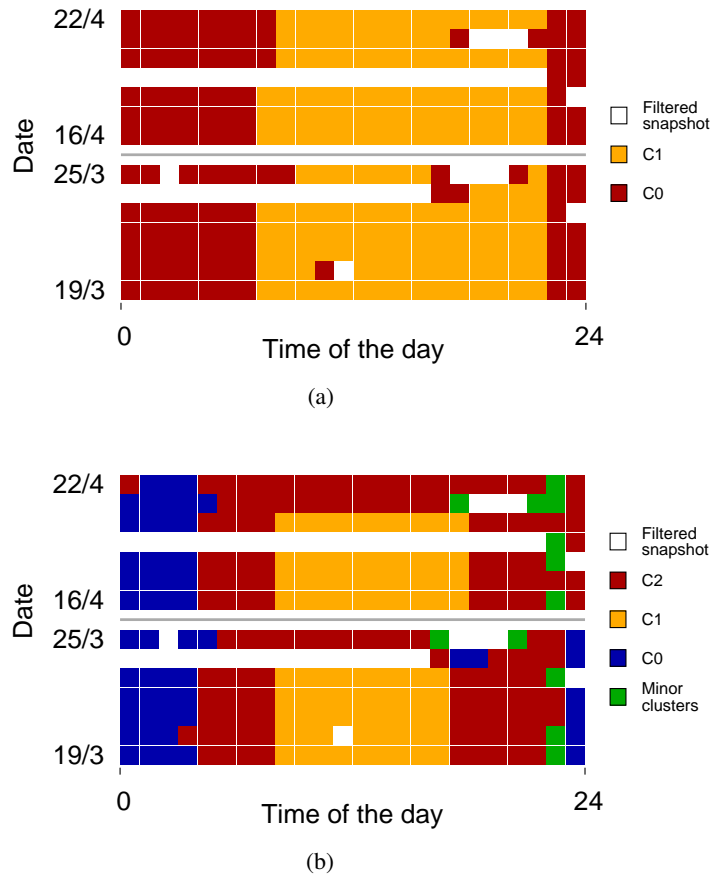 22/4
16/4
25/3
19/3
Date
0
24
Time of the day
Filtered
snapshot
C1
C0
(a)
22/4
16/4
25/3
19/3
Date
0
24
Time of the day
Filtered
snapshot
C2
C1
C0
Minor
clusters
(b)